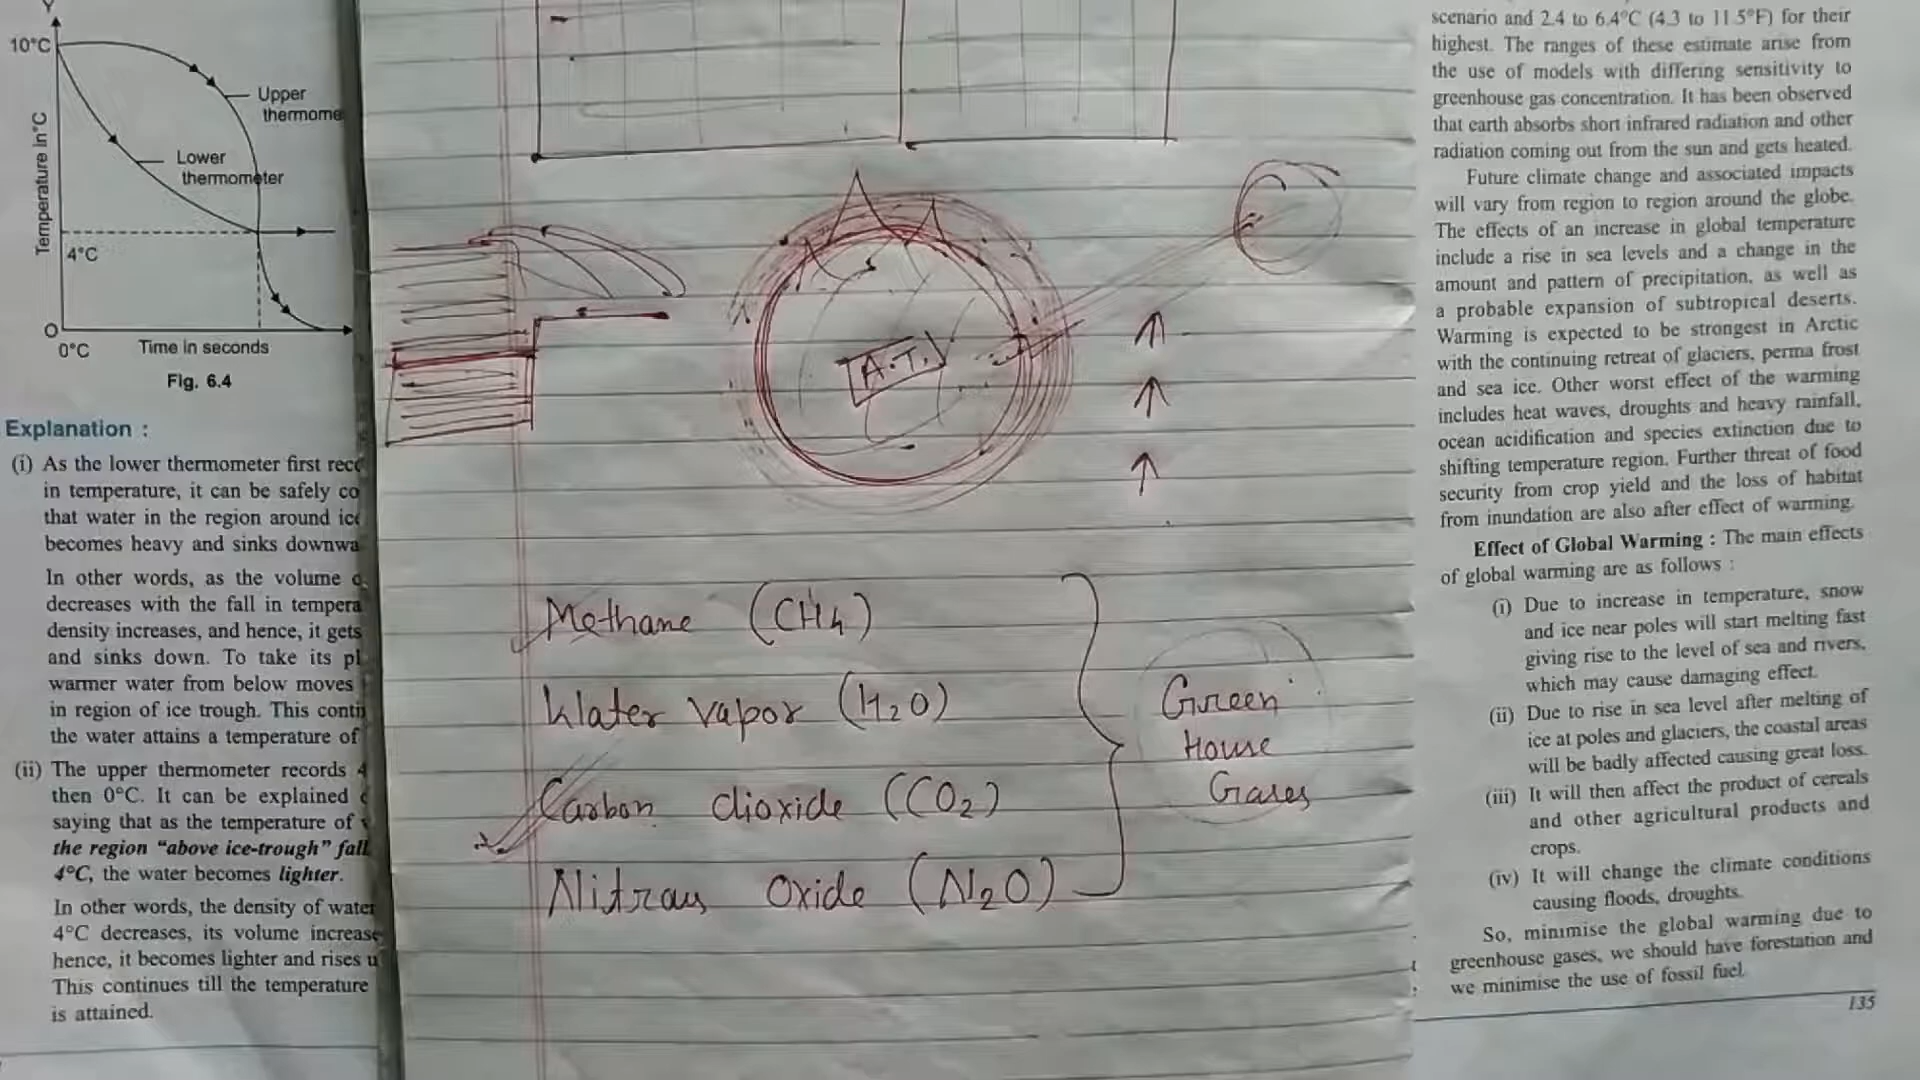 Y
10°C
Upper
thermome
Temperature in°C
Lower
thermometer
4°C
O
0°C
Time in seconds
Fig. 6.4
Explanation :
(i) As the lower thermometer first rec
in temperature, it can be safely co
that water in the region around ice
becomes heavy and sinks downwa
In other words, as the volume
decreases with the fall in tempera
density increases, and hence, it gets
and sinks down. To take its pl
warmer water from below moves
in region of ice trough. This conti
the water attains a temperature of
(ii) The upper thermometer records 4
then 0°C. It can be explained
saying that as the temperature of
the region “above ice-trough” fall
4°C, the water becomes lighter.
In other words, the density of water
4°C decreases, its volume increase
hence, it becomes lighter and rises u
This continues till the temperature
is attained.
A.T.
Methane (CH4)
Water vapor (H2O)
Carbon dioxide (CO2)
Nitrous Oxide (N2O)
Green
House
Gases
scenario and 2.4 to 6.4°C (4.3 to 11.5°F) for their
highest. The ranges of these estimate arise from
the use of models with differing sensitivity to
greenhouse gas concentration. It has been observed
that earth absorbs short infrared radiation and other
radiation coming out from the sun and gets heated.
Future climate change and associated impacts
will vary from region to region around the globe.
The effects of an increase in global temperature
include a rise in sea levels and a change in the
amount and pattern of precipitation, as well as
a probable expansion of subtropical deserts.
Warming is expected to be strongest in Arctic
with the continuing retreat of glaciers, perma frost
and sea ice. Other worst effect of the warming
includes heat waves, droughts and heavy rainfall,
ocean acidification and species extinction due to
shifting temperature region. Further threat of food
security from crop yield and the loss of habitat
from inundation are also after effect of warming.
Effect of Global Warming : The main effects
of global warming are as follows :
(i) Due to increase in temperature, snow
and ice near poles will start melting fast
giving rise to the level of sea and rivers,
which may cause damaging effect.
(ii) Due to rise in sea level after melting of
ice at poles and glaciers, the coastal areas
will be badly affected causing great loss.
(iii) It will then affect the product of cereals
and other agricultural products and
crops.
(iv) It will change the climate conditions
causing floods, droughts.
So, minimise the global warming due to
greenhouse gases, we should have forestation and
we minimise the use of fossil fuel.
135